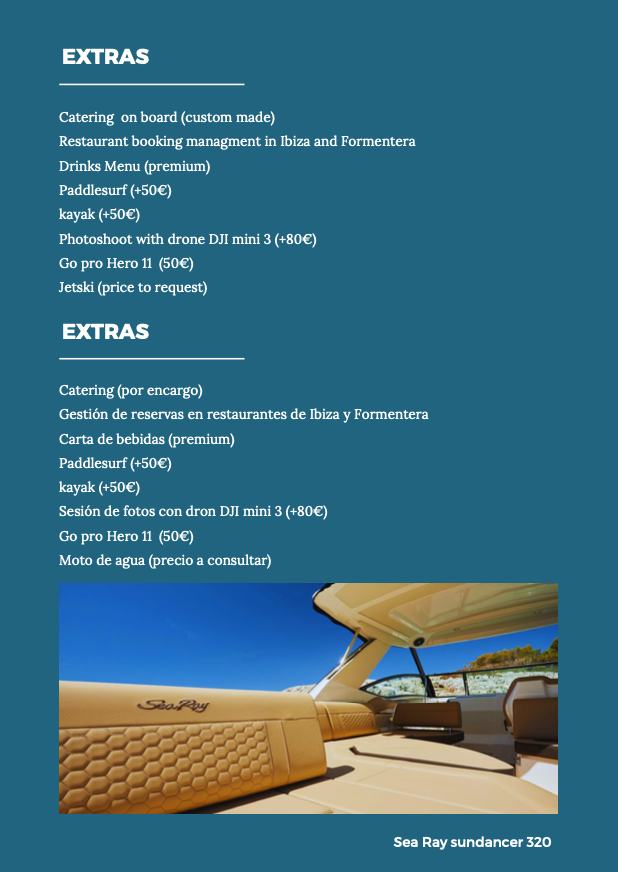 EXTRAS
Catering  on board (custom made)
Restaurant booking managment in Ibiza and Formentera
Drinks Menu (premium)
Paddlesurf (+50€)
kayak (+50€)
Photoshoot with drone DJI mini 3 (+80€)
Go pro Hero 11  (50€)
Jetski (price to request)
EXTRAS
Catering (por encargo)
Gestión de reservas en restaurantes de Ibiza y Formentera
Carta de bebidas (premium)
Paddlesurf (+50€)
kayak (+50€)
Sesión de fotos con dron DJI mini 3 (+80€)
Go pro Hero 11  (50€)
Moto de agua (precio a consultar)
Sea Ray
Sea Ray sundancer 320